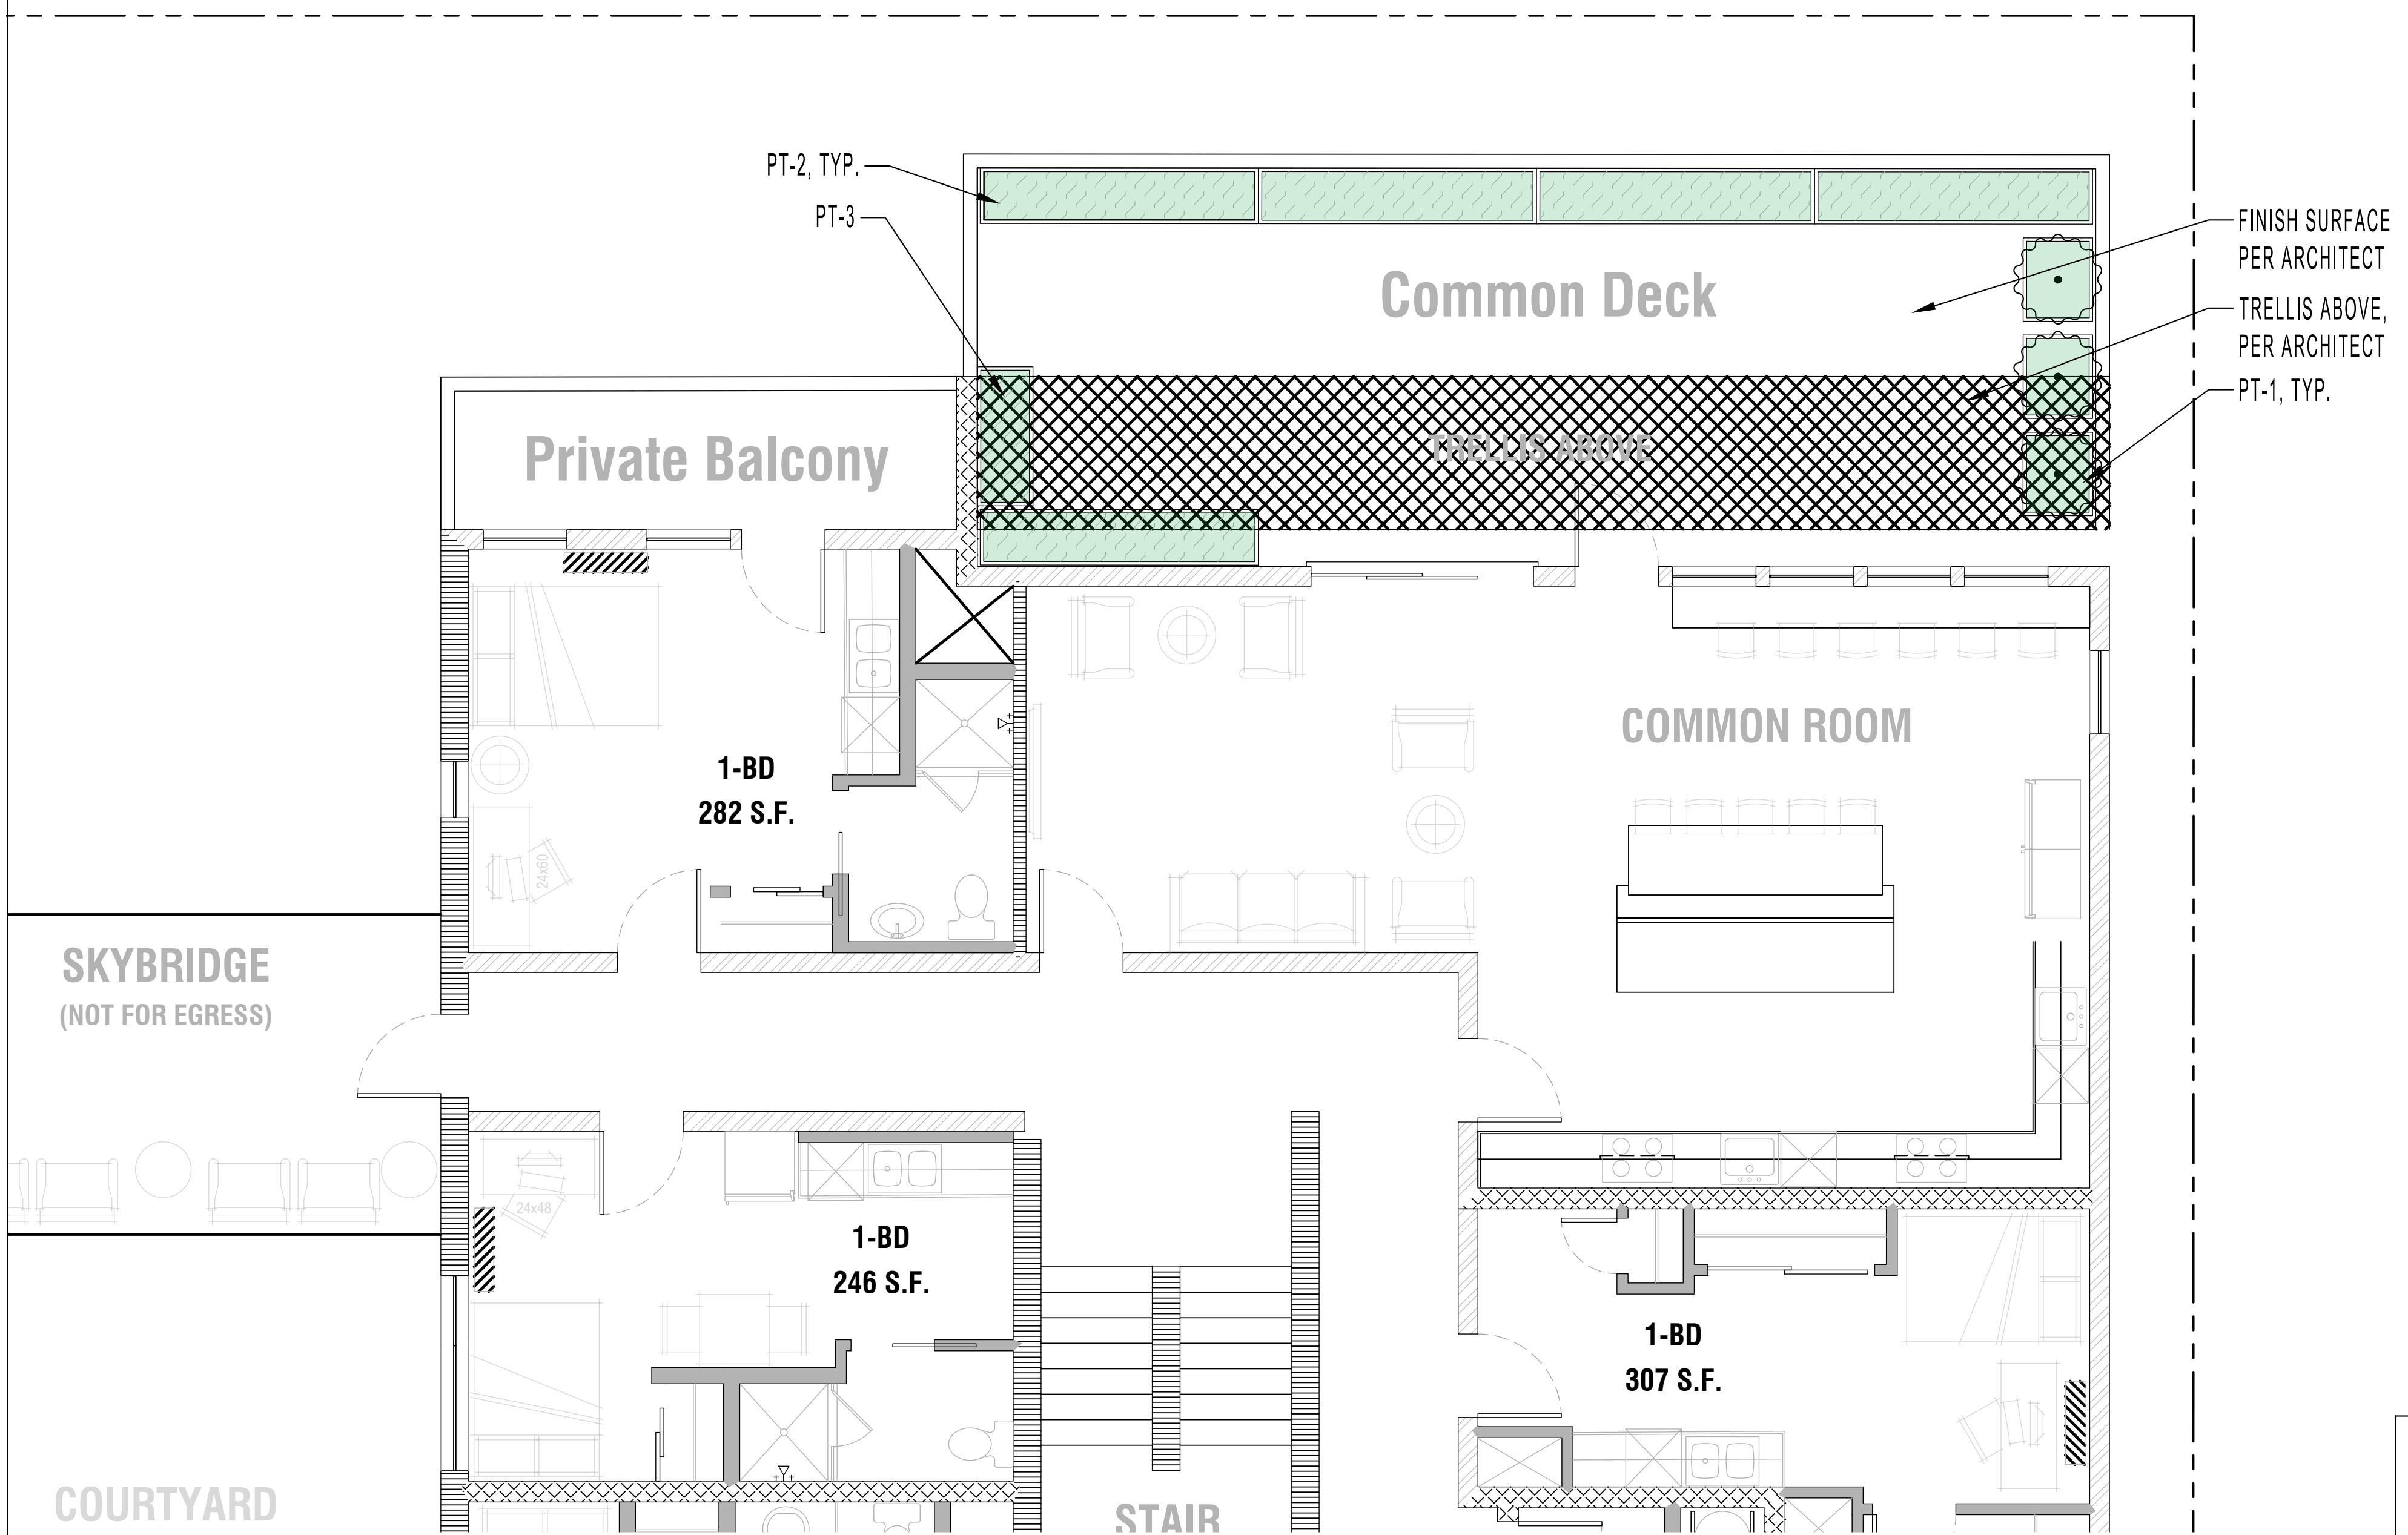 PT-2, TYP.
PT-3
FINISH SURFACE
PER ARCHITECT
Common Deck
TRELLIS ABOVE,
PER ARCHITECT
PT-1, TYP.
Private Balcony
TRELLIS ABOVE
COMMON ROOM
1-BD
282 S.F.
24x60
SKYBRIDGE
(NOT FOR EGRESS)
24x48
1-BD
246 S.F.
1-BD
307 S.F.
COURTYARD
STAIR